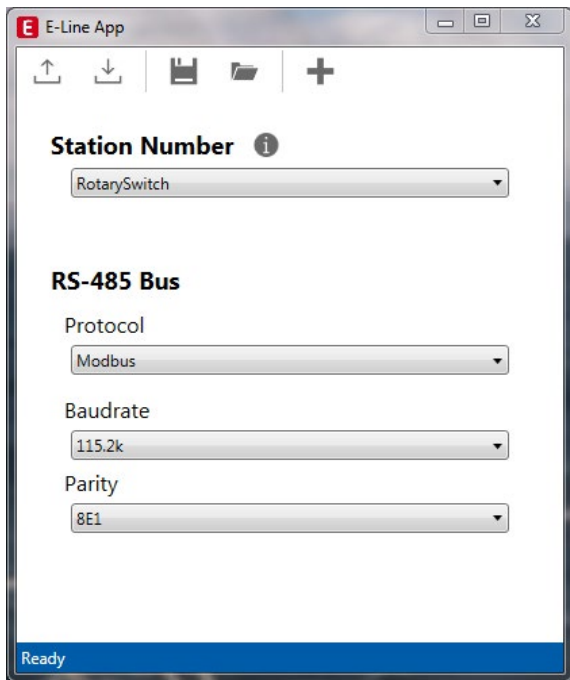 E E-Line App
Station Number i
RotarySwitch
RS-485 Bus
Protocol
Modbus
Baudrate
115.2k
Parity
8E1
Ready